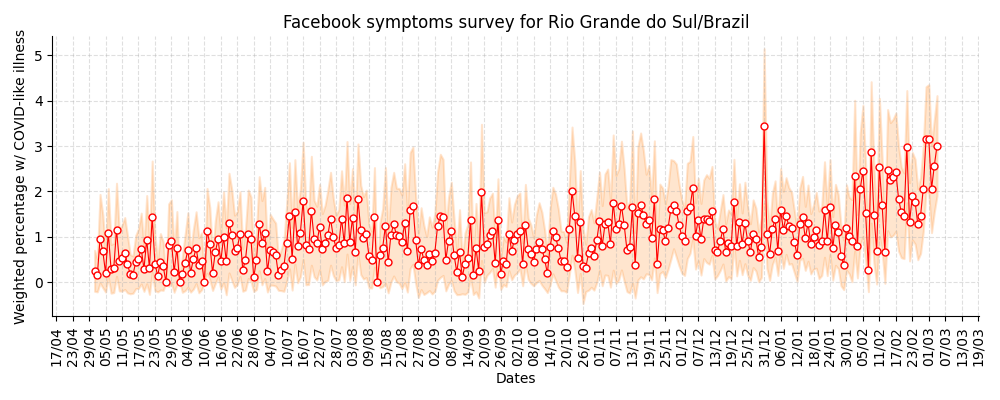 Facebook symptoms survey for Rio Grande do Sul/Brazil
Weighted percentage w/ COVID-like illness
5
4
3
2
1
0
17/04 23/04 29/04 05/05 11/05 17/05 23/05 29/05 04/06 10/06 16/06 22/06 28/06 04/07 10/07 16/07 22/07 28/07 03/08 09/08 15/08 21/08 27/08 02/09 08/09 14/09 20/09 26/09 02/10 08/10 14/10 20/10 26/10 01/11 07/11 13/11 19/11 25/11 01/12 07/12 13/12 19/12 25/12 31/12 06/01 12/01 18/01 24/01 30/01 05/02 11/02 17/02 23/02 01/03 07/03 13/03 19/03
Dates